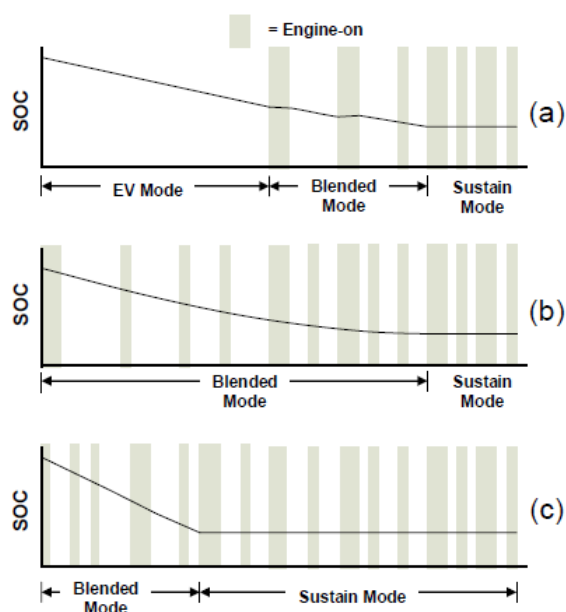 = Engine-on
SOC
(a)
EV Mode
Blended
Mode
Sustain
Mode
SOC
(b)
Blended
Mode
Sustain
Mode
SOC
(c)
Blended
Mode
Sustain Mode